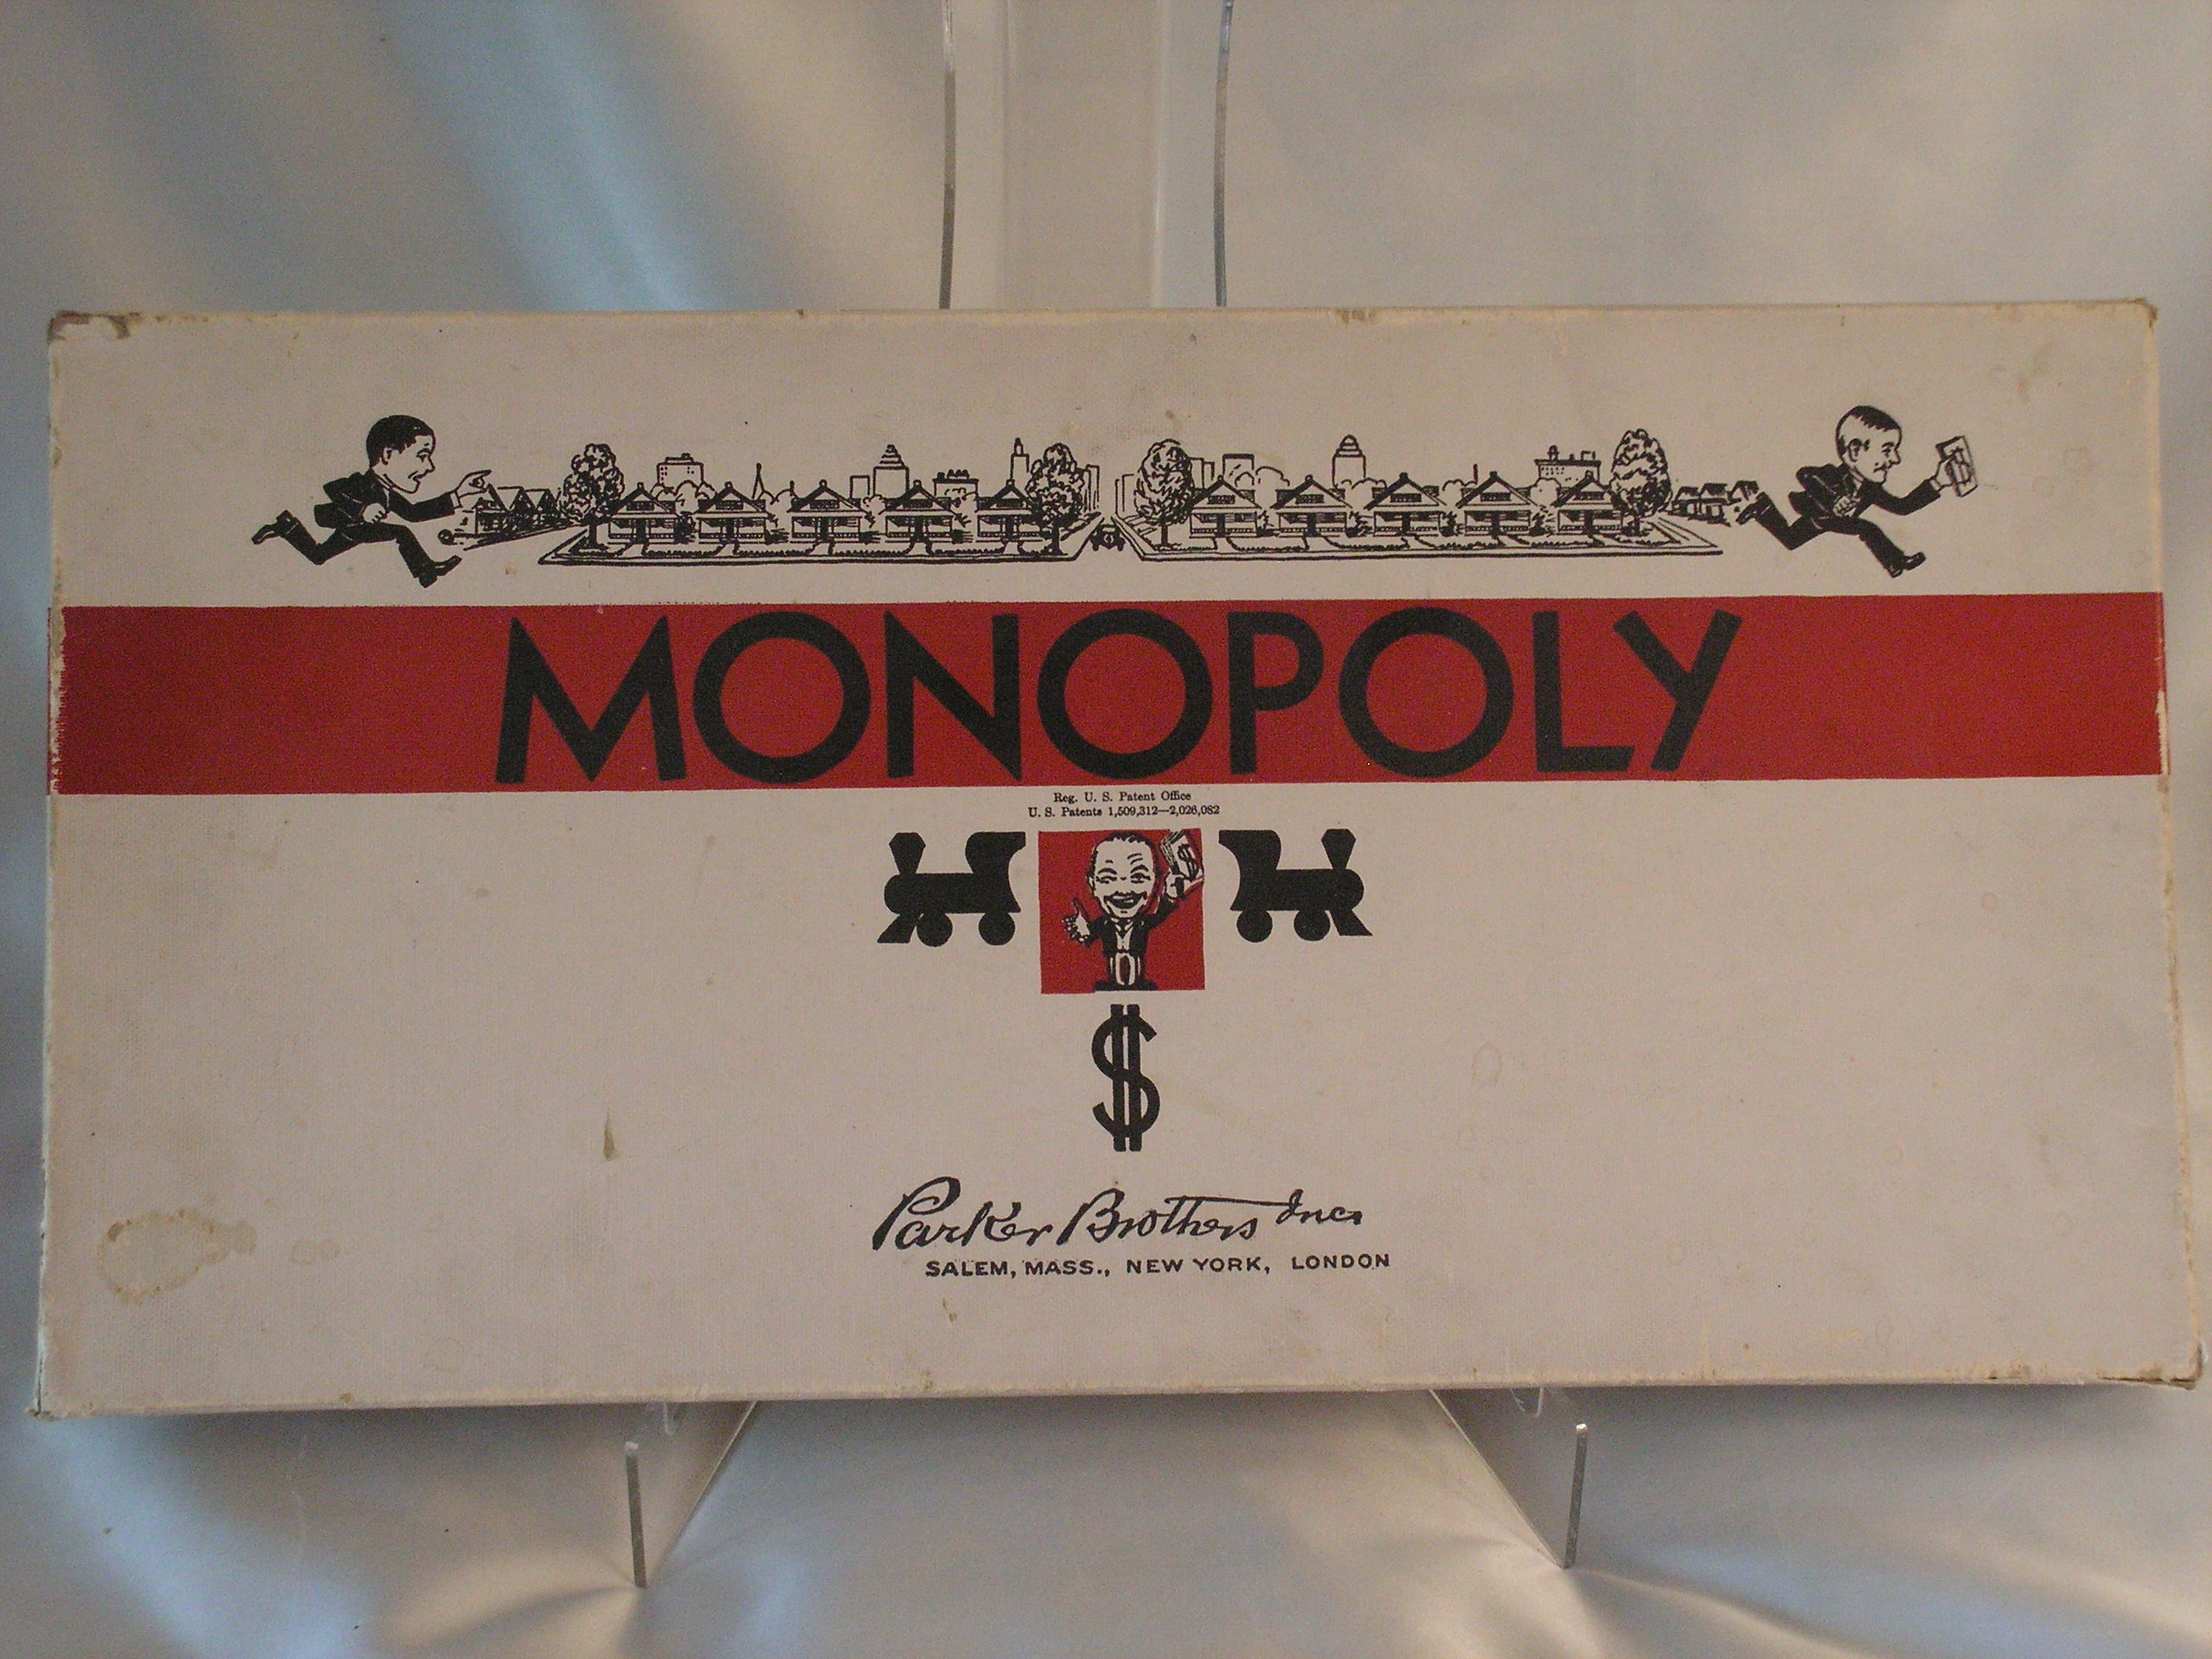 MONOPOLY
Reg. U. S. Patent Office
U. S. Patents 1,509,312—2,026,082
$
$
$
Parker Brothers Inc.
SALEM, MASS., NEW YORK, LONDON